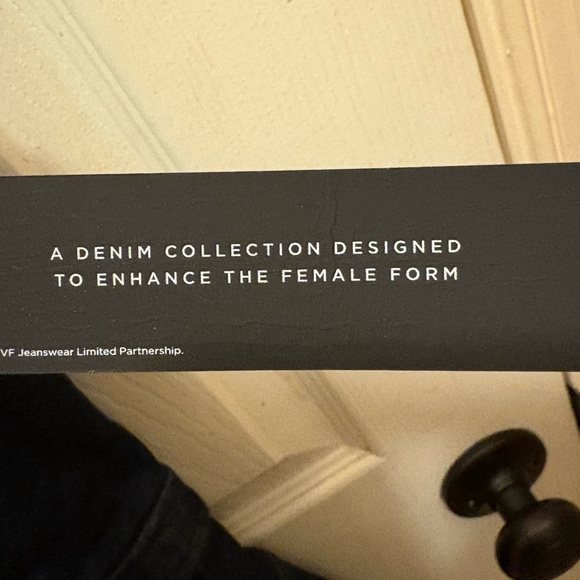 A DENIM COLLECTION DESIGNED
TO ENHANCE THE FEMALE FORM
VF Jeanswear Limited Partnership.